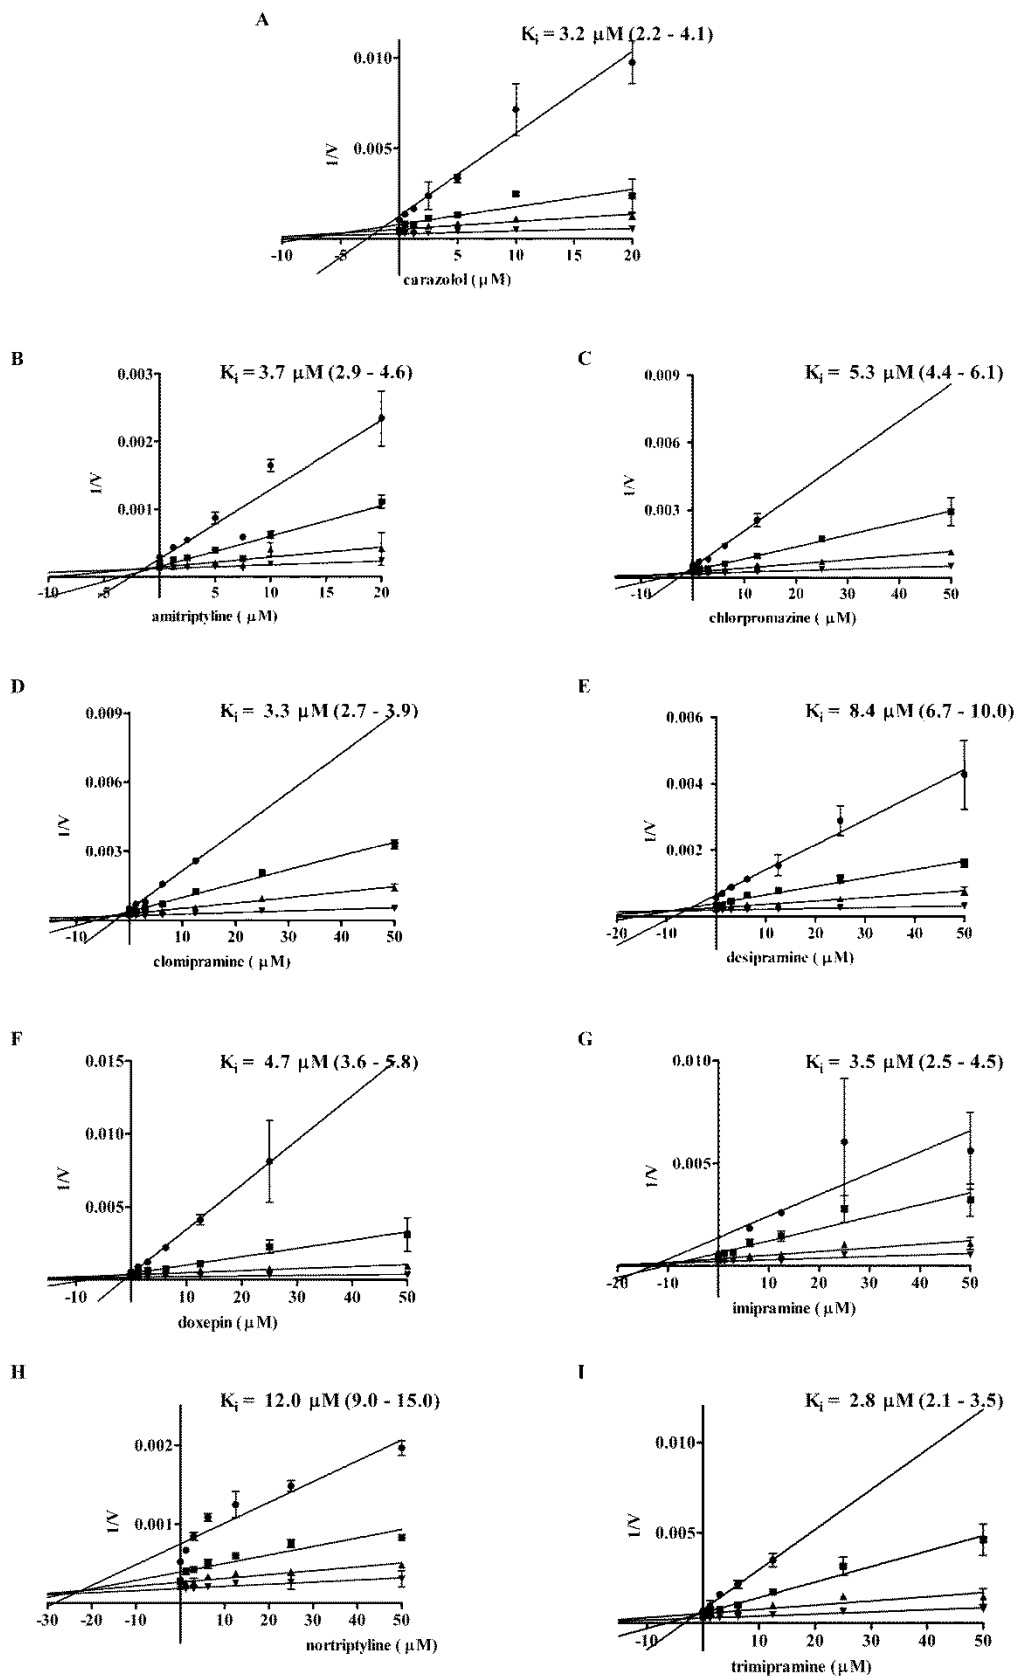 A
Ki = 3.2 µM (2.2 - 4.1)
0.010
0.005
1/V
-10 -5 0 5 10 15 20
carazolol ( µM)
B
Ki = 3.7 µM (2.9 - 4.6)
0.003
0.002
0.001
1/V
-10 -5 0 5 10 15 20
amitriptyline ( µM)
C
Ki = 5.3 µM (4.4 - 6.1)
0.009
0.006
0.003
1/V
-10 0 10 20 30 40 50
chlorpromazine ( µM)
D
Ki = 3.3 µM (2.7 - 3.9)
0.009
0.006
0.003
1/V
-10 0 10 20 30 40 50
clomipramine ( µM)
E
Ki = 8.4 µM (6.7 - 10.0)
0.006
0.004
0.002
1/V
-20 -10 0 10 20 30 40 50
desipramine ( µM)
F
Ki = 4.7 µM (3.6 - 5.8)
0.015
0.010
0.005
1/V
-10 0 10 20 30 40 50
doxepin ( µM)
G
Ki = 3.5 µM (2.5 - 4.5)
0.010
0.005
1/V
-20 -10 0 10 20 30 40 50
imipramine ( µM)
H
Ki = 12.0 µM (9.0 - 15.0)
0.002
0.001
1/V
-30 -20 -10 0 10 20 30 40 50
nortriptyline ( µM)
I
Ki = 2.8 µM (2.1 - 3.5)
0.010
0.005
1/V
-10 0 10 20 30 40 50
trimipramine ( µM)